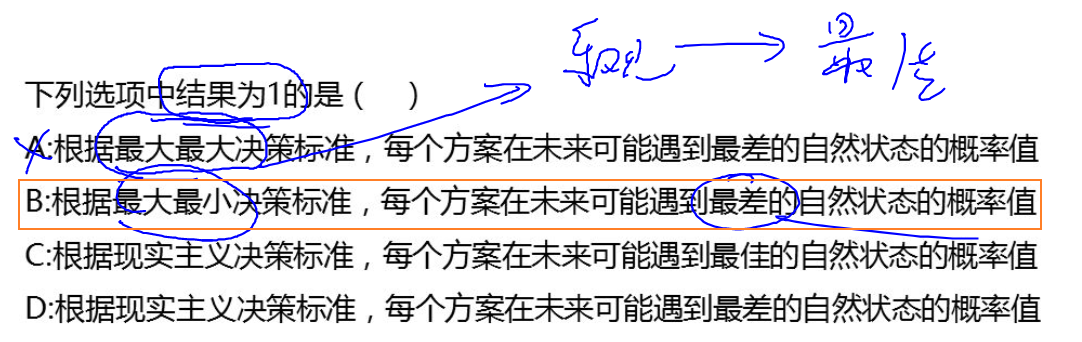 乐观 最佳
下列选项中结果为1的是（ ）
A:根据最大最大决策标准，每个方案在未来可能遇到最差的自然状态的概率值
B:根据最大最小决策标准，每个方案在未来可能遇到最差的自然状态的概率值
C:根据现实主义决策标准，每个方案在未来可能遇到最佳的自然状态的概率值
D:根据现实主义决策标准，每个方案在未来可能遇到最差的自然状态的概率值